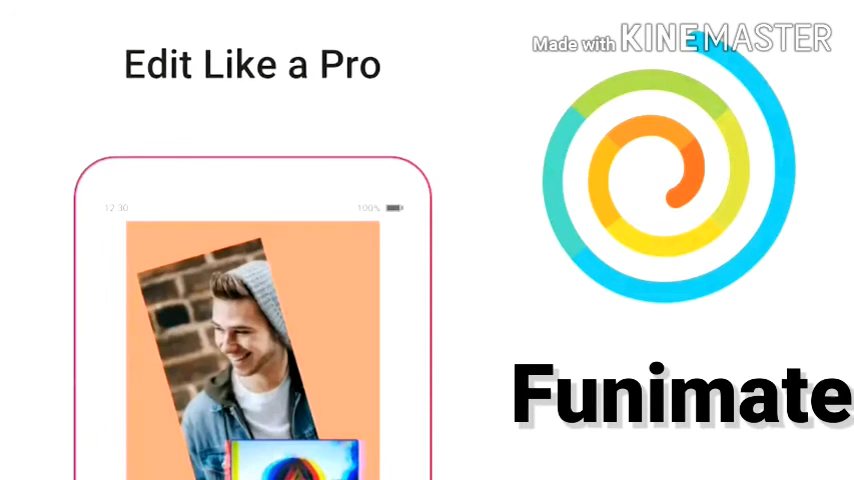 Edit Like a Pro
Made with KINEMASTER
12:30
100%
Funimate